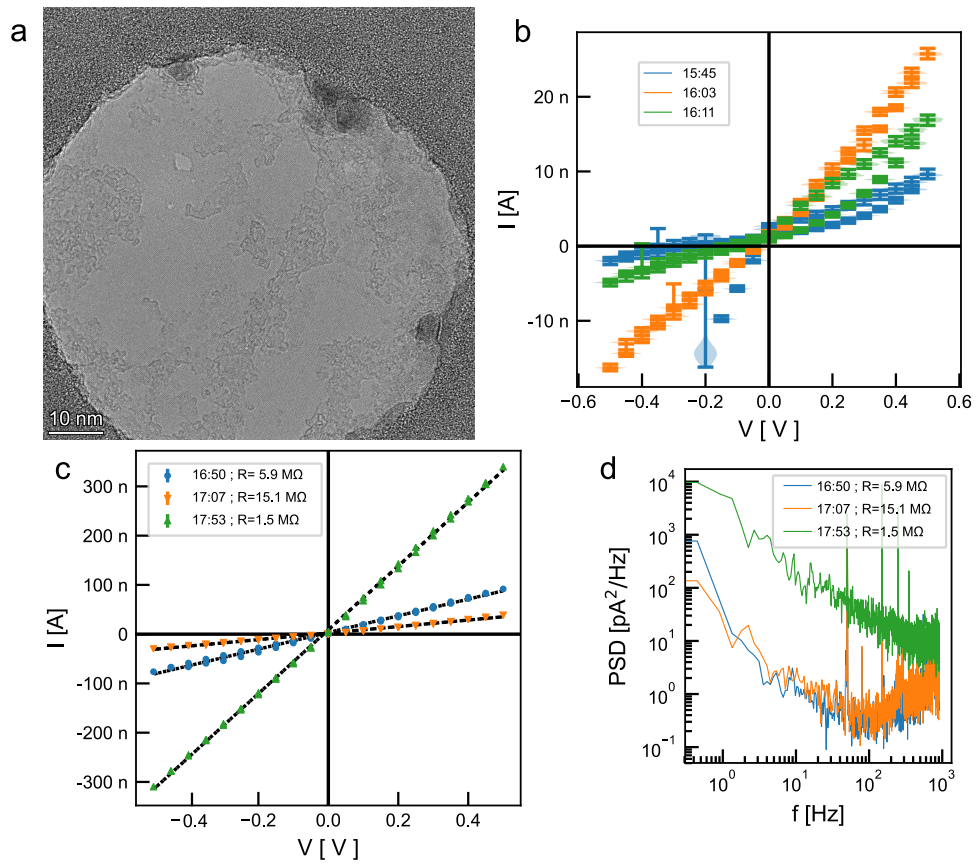 a
10 nm
b
15:45
16:03
16:11
20 n
10 n
0
-10 n
I [A]
−0.6 −0.4 −0.2 0.0 0.2 0.4 0.6
V [ V ]
c
16:50 ; R= 5.9 MΩ
17:07 ; R=15.1 MΩ
17:53 ; R=1.5 MΩ
300 n
200 n
100 n
0
-100 n
-200 n
-300 n
I [A]
−0.4 −0.2 0.0 0.2 0.4
V [ V ]
d
16:50 ; R= 5.9 MΩ
17:07 ; R=15.1 MΩ
17:53 ; R=1.5 MΩ
10⁴
10³
10²
10¹
10⁰
10⁻¹
PSD [pA²/Hz]
10⁰ 10¹ 10² 10³
f [Hz]